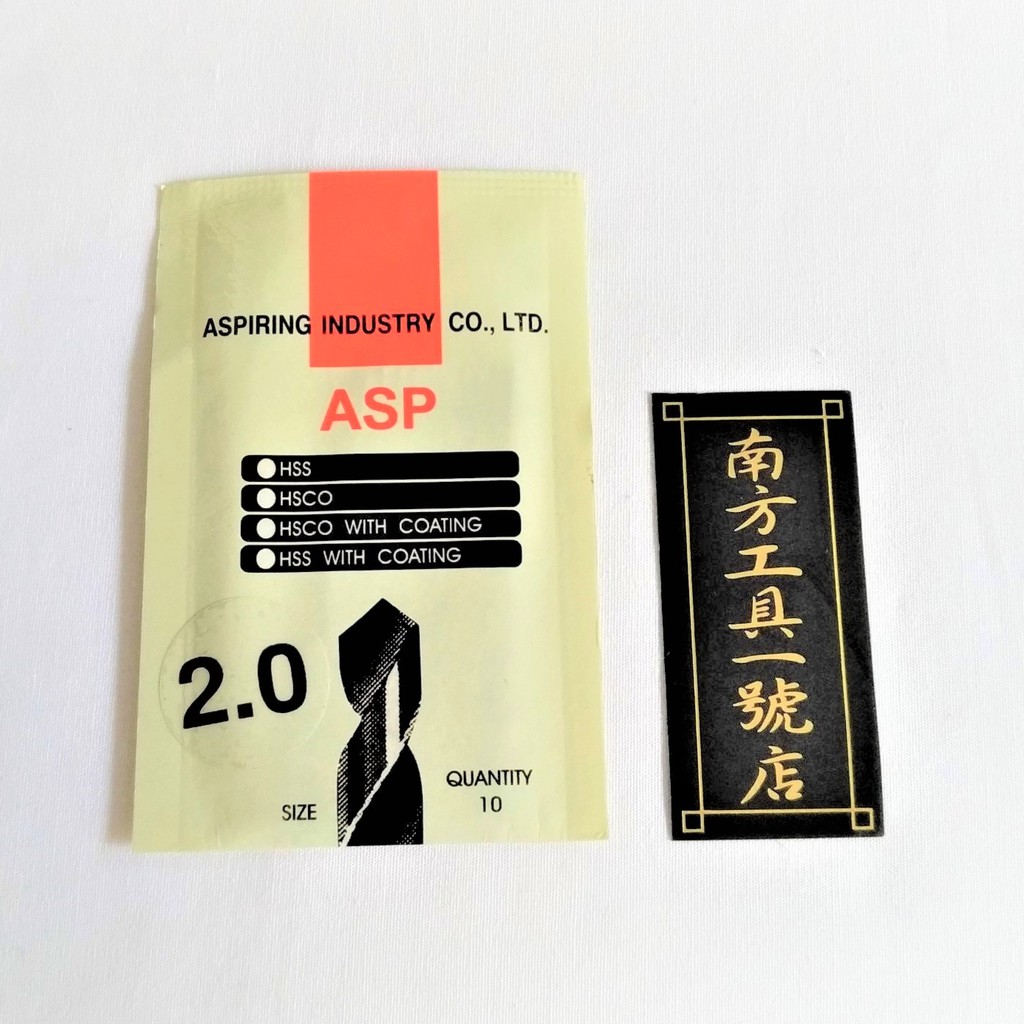 ASPIRING INDUSTRY CO., LTD.
ASP
HSS
HSCO
HSCO WITH COATING
HSS WITH COATING
2.0
SIZE
QUANTITY
10
南方工具一號店